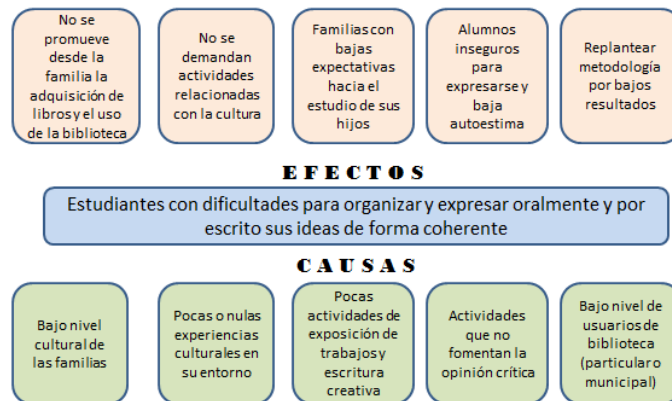 No se
promueve
desde la
familia la
adquisición de
libros y el uso de
la biblioteca
No se
demandan
actividades
relacionadas
con la cultura
Familias con
bajas
expectativas
hacia el
estudio de sus
hijos
Alumnos
inseguros
para
expresarse y
baja
autoestima
Replantear
metodología
por bajos
resultados
EFECTOS
Estudiantes con dificultades para organizar y expresar oralmente y por
escrito sus ideas de forma coherente
CAUSAS
Bajo nivel
cultural de
las familias
Pocas o nulas
experiencias
culturales en
su entorno
Pocas
actividades de
exposición de
trabajos y
escritura
creativa
Actividades
que no
fomentan la
opinión crítica
Bajo nivel de
usuarios de
biblioteca
(particular o
municipal)